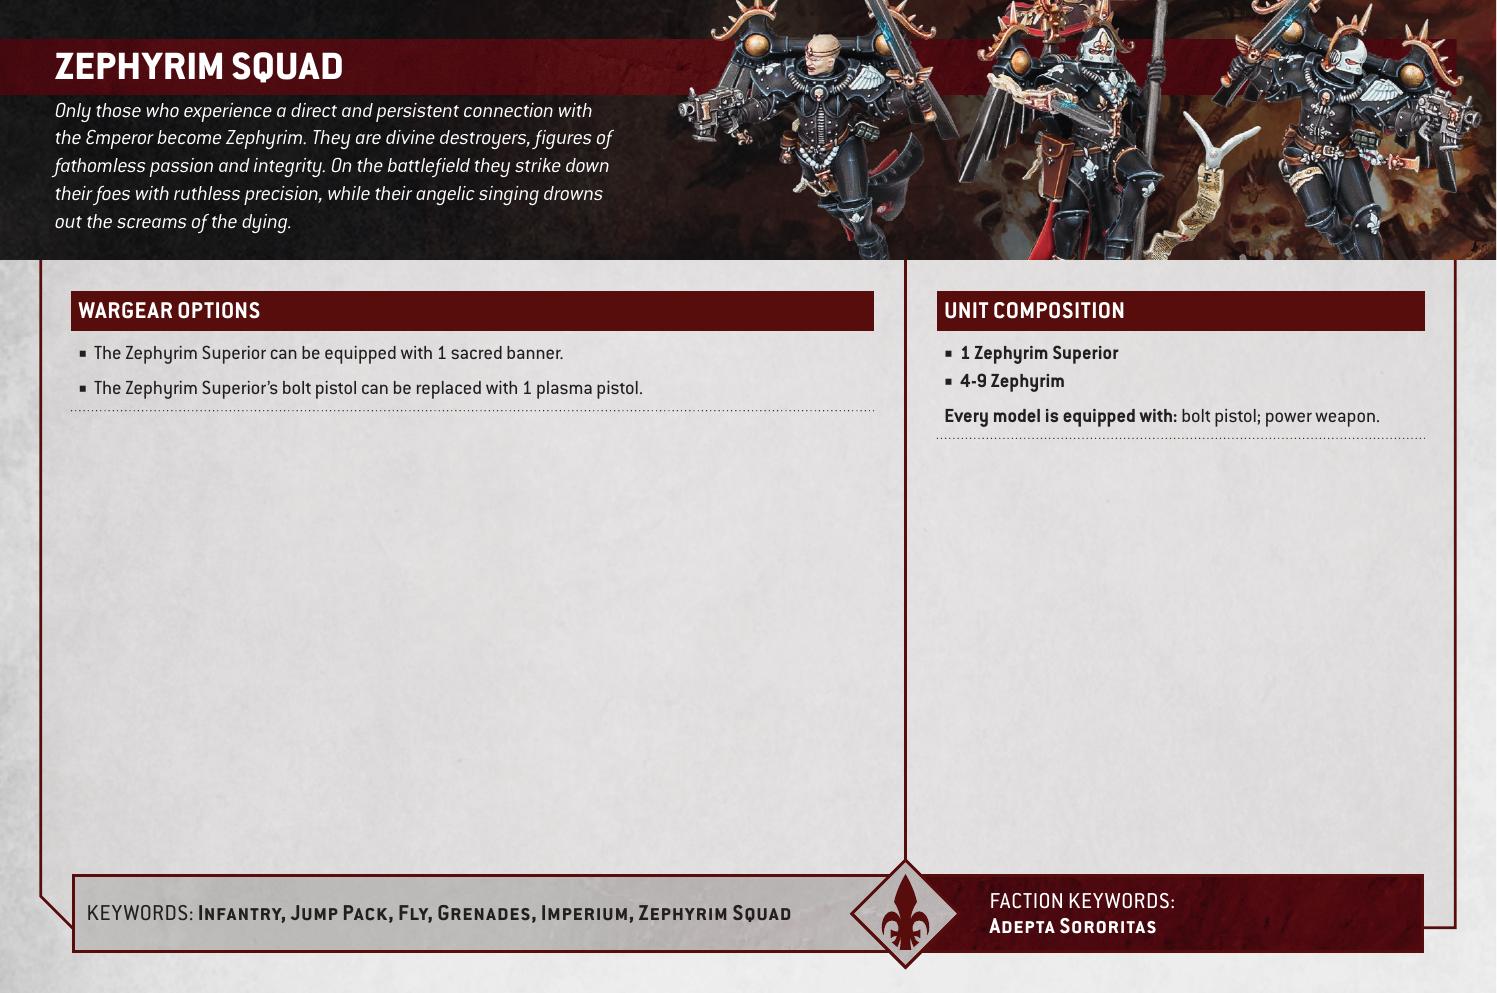 ZEPHYRIM SQUAD
Only those who experience a direct and persistent connection with
the Emperor become Zephyrim. They are divine destroyers, figures of
fathomless passion and integrity. On the battlefield they strike down
their foes with ruthless precision, while their angelic singing drowns
out the screams of the dying.
WARGEAR OPTIONS
■ The Zephyrim Superior can be equipped with 1 sacred banner.
■ The Zephyrim Superior’s bolt pistol can be replaced with 1 plasma pistol.
UNIT COMPOSITION
■ 1 Zephyrim Superior
■ 4-9 Zephyrim
Every model is equipped with: bolt pistol; power weapon.
KEYWORDS: Infantry, Jump Pack, Fly, Grenades, Imperium, Zephyrim Squad
FACTION KEYWORDS:
Adepta Sororitas